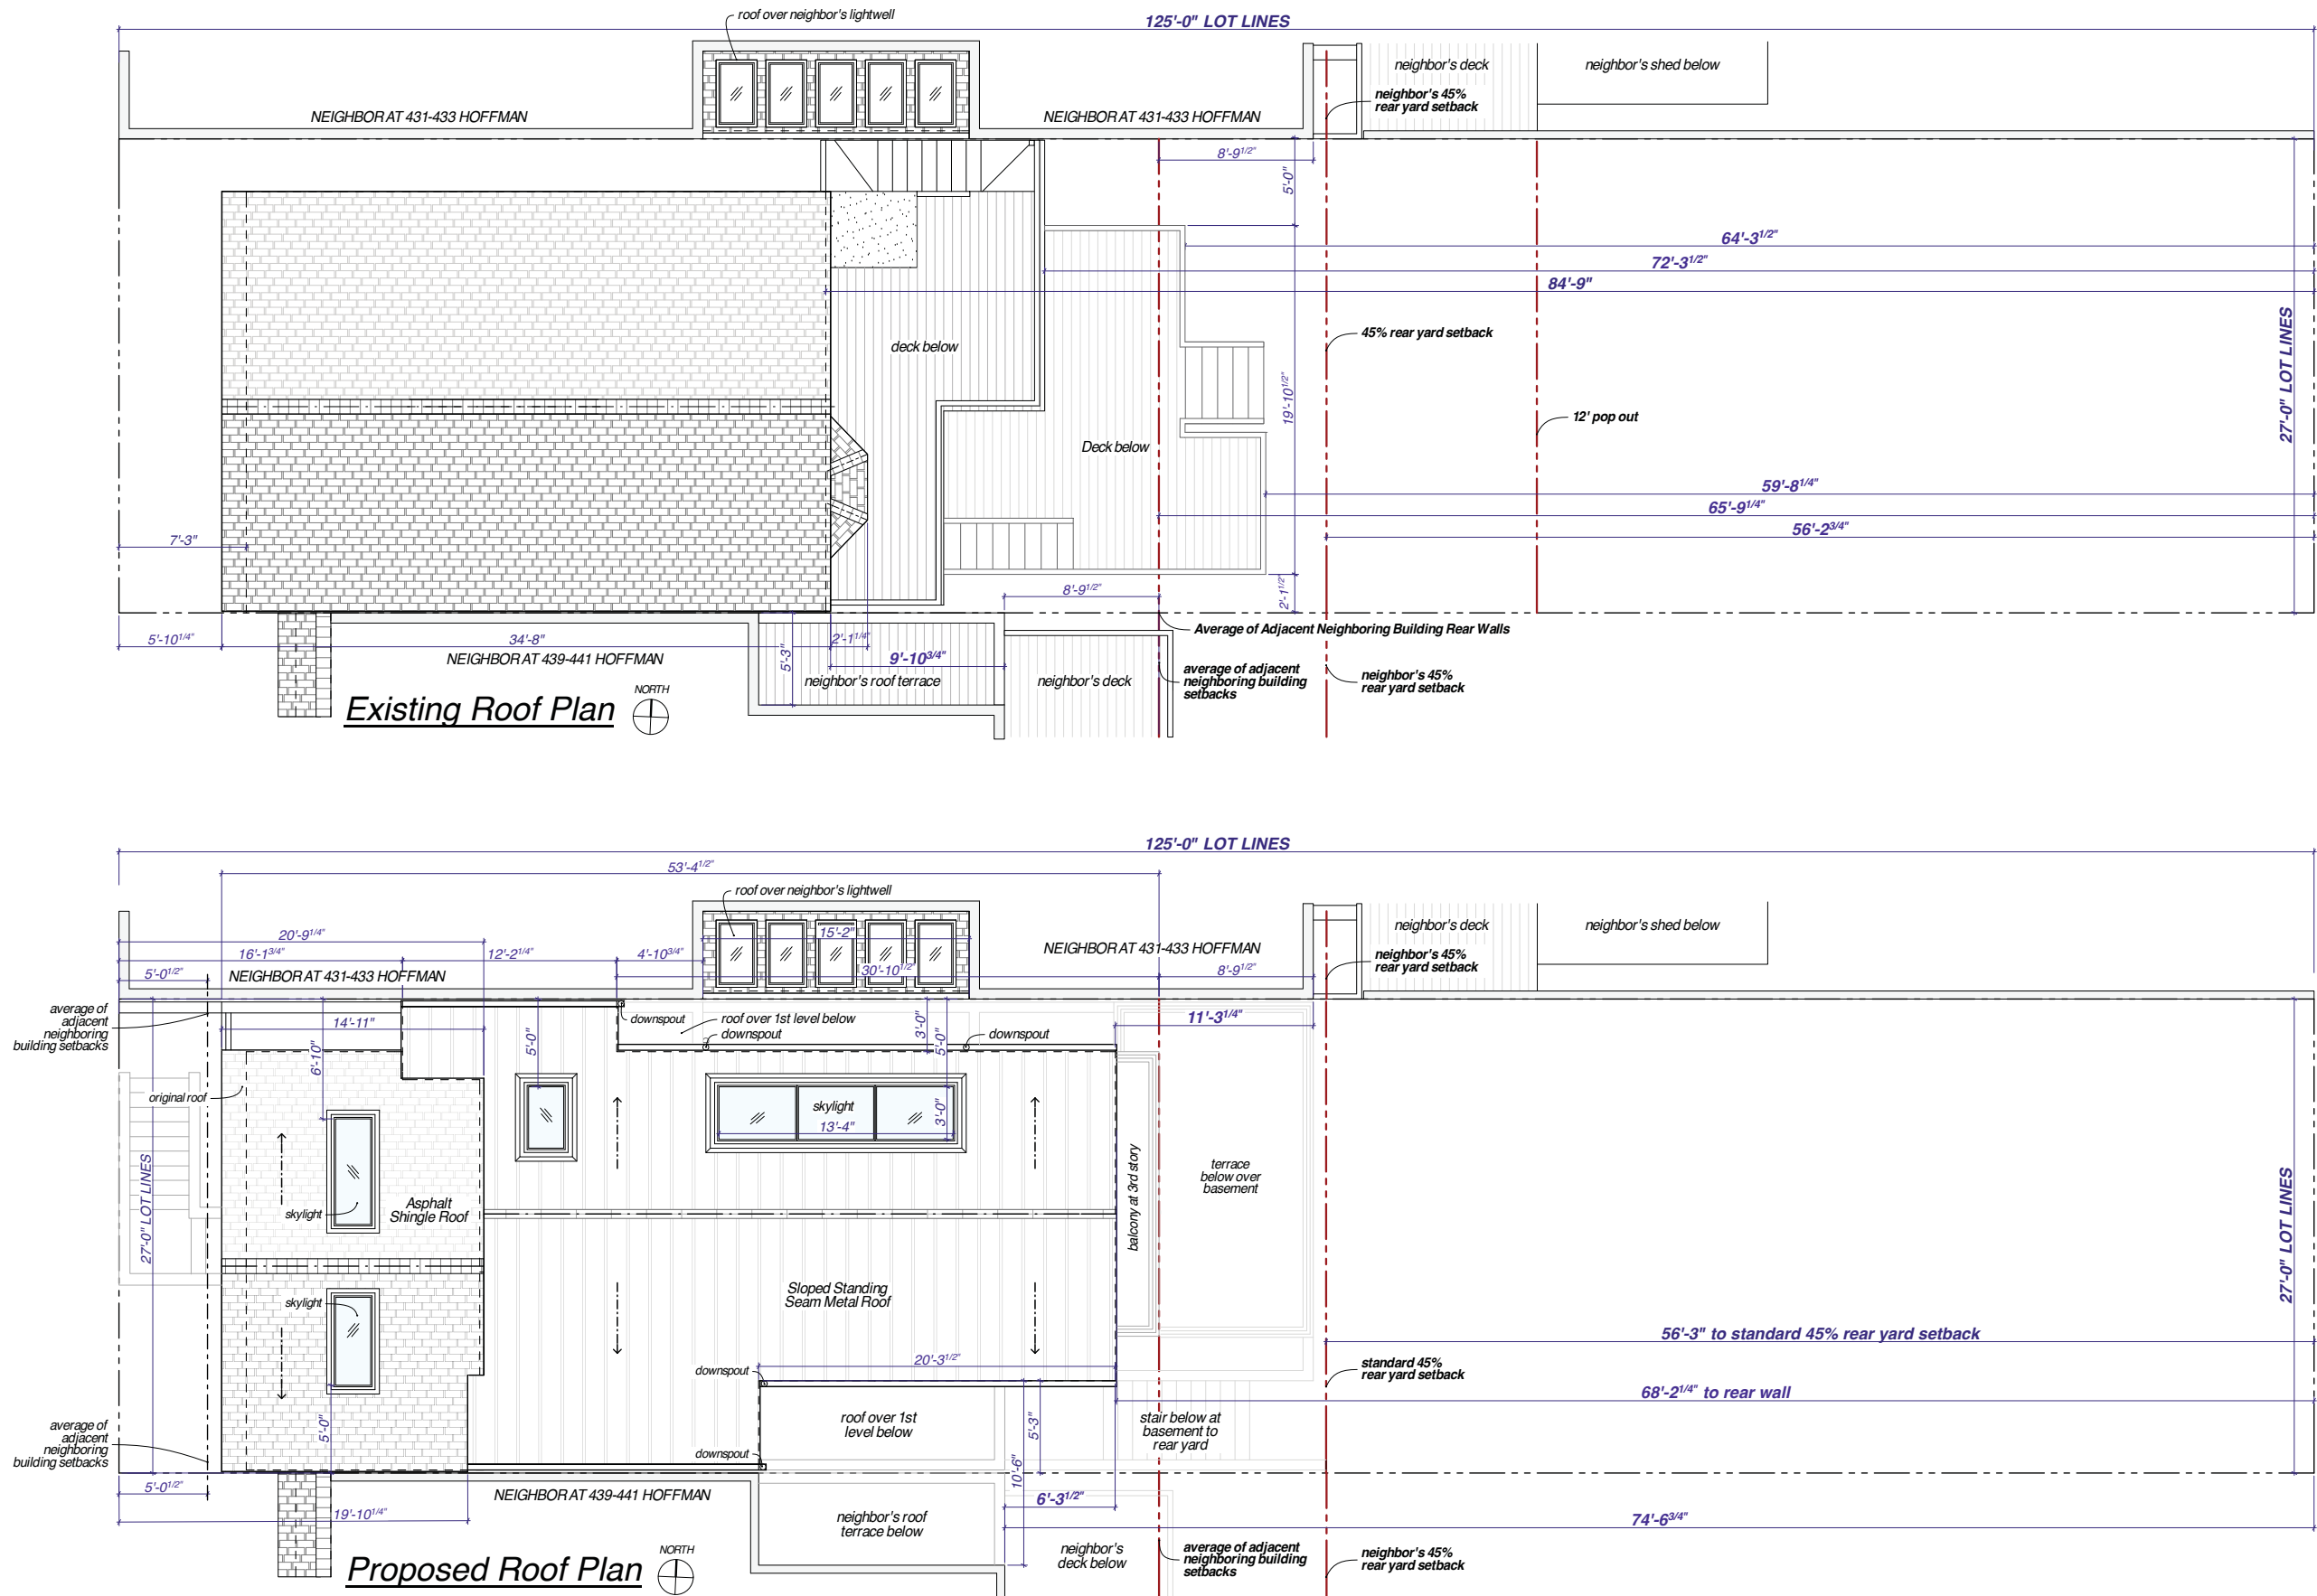 roof over neighbor's lightwell
125'-0" LOT LINES
neighbor's deck
neighbor's shed below
neighbor's 45%
rear yard setback
NEIGHBOR AT 431-433 HOFFMAN
NEIGHBOR AT 431-433 HOFFMAN
8'-9 1/2"
5'-0"
64'-3 1/2"
72'-3 1/2"
84'-9"
27'-0" LOT LINES
45% rear yard setback
deck below
19'-10 1/2"
12' pop out
Deck below
59'-8 1/4"
65'-9 1/4"
56'-2 3/4"
7'-3"
8'-9 1/2"
2'-1 1/2"
Average of Adjacent Neighboring Building Rear Walls
5'-10 1/4"
34'-8"
2'-1 1/4"
5'-3"
9'-10 3/4"
NEIGHBOR AT 439-441 HOFFMAN
neighbor's roof terrace
neighbor's deck
average of adjacent
neighboring building
setbacks
neighbor's 45%
rear yard setback
Existing Roof Plan
NORTH
125'-0" LOT LINES
53'-4 1/2"
roof over neighbor's lightwell
neighbor's deck
neighbor's shed below
20'-9 1/4"
15'-2"
16'-1 3/4"
12'-2 1/4"
4'-10 3/4"
NEIGHBOR AT 431-433 HOFFMAN
neighbor's 45%
rear yard setback
5'-0 1/2"
NEIGHBOR AT 431-433 HOFFMAN
30'-10 1/2"
8'-9 1/2"
average of
adjacent
neighboring
building setbacks
14'-11"
6'-10"
5'-0"
downspout
roof over 1st level below
downspout
3'-0"
5'-0"
downspout
11'-3 1/4"
original roof
skylight
13'-4"
3'-0"
27'-0" LOT LINES
skylight
Asphalt
Shingle Roof
balcony at 3rd story
terrace
below over
basement
27'-0" LOT LINES
skylight
Sloped Standing
Seam Metal Roof
56'-3" to standard 45% rear yard setback
20'-3 1/2"
downspout
standard 45%
rear yard setback
68'-2 1/4" to rear wall
average of
adjacent
neighboring
building setbacks
5'-0"
roof over 1st
level below
5'-3"
stair below at
basement to
rear yard
downspout
10'-6"
5'-0 1/2"
NEIGHBOR AT 439-441 HOFFMAN
6'-3 1/2"
19'-10 1/4"
neighbor's roof
terrace below
74'-6 3/4"
neighbor's
deck below
average of adjacent
neighboring building
setbacks
neighbor's 45%
rear yard setback
Proposed Roof Plan
NORTH